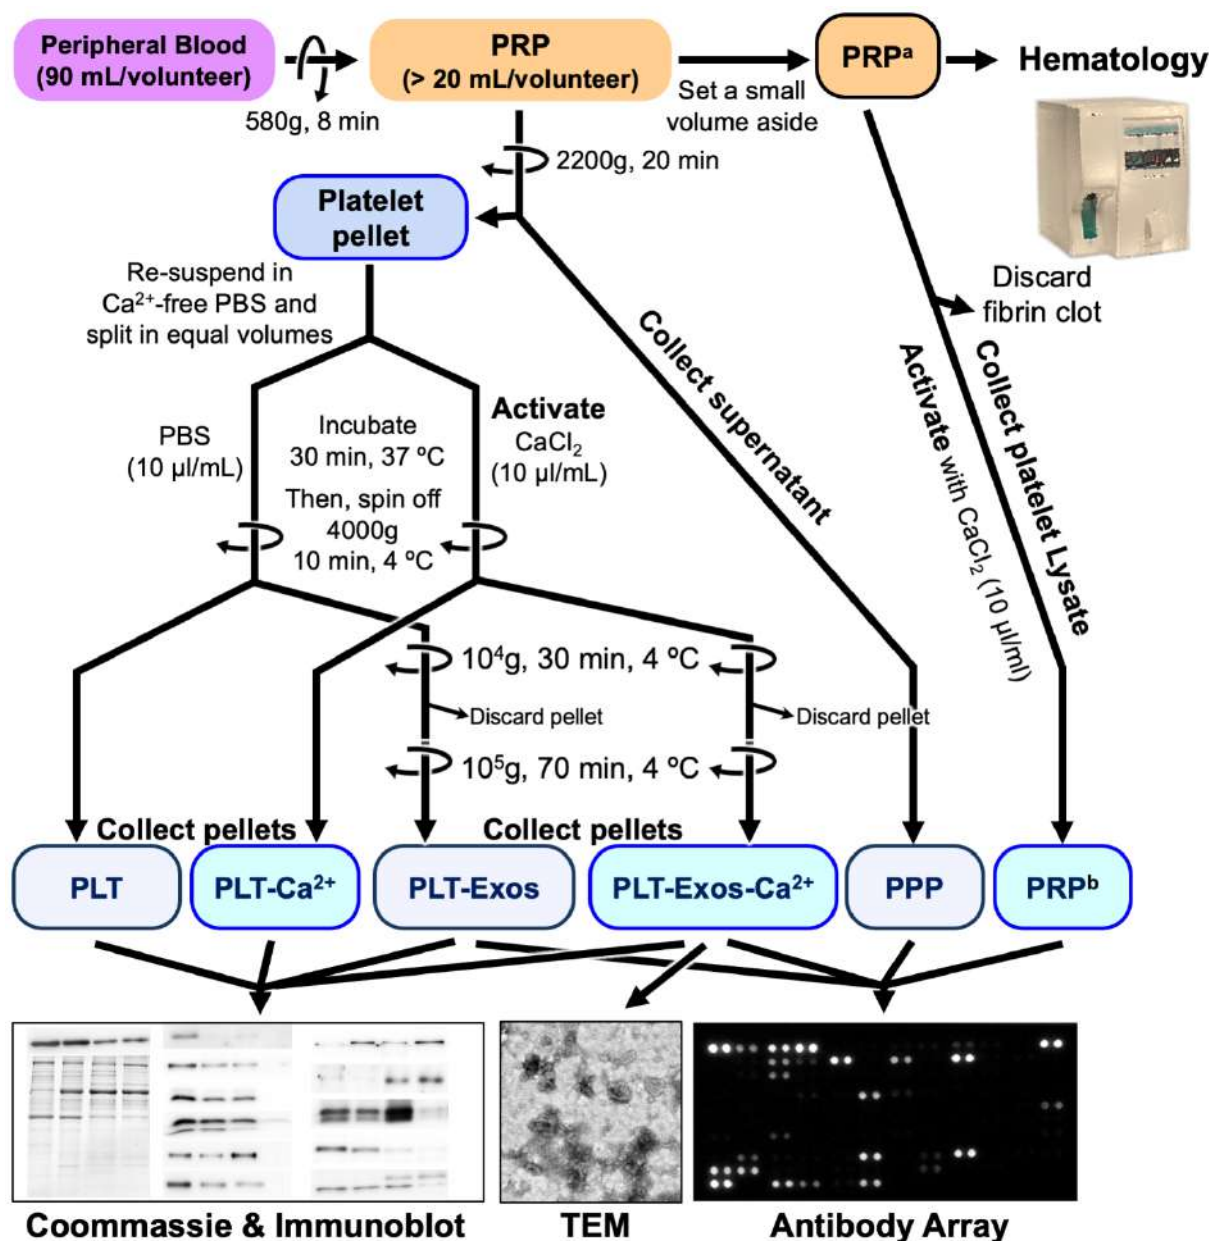 Peripheral Blood
(90 mL/volunteer)
580g, 8 min
PRP
(> 20 mL/volunteer)
Set a small
volume aside
PRPᵃ
Hematology
2200g, 20 min
Platelet
pellet
Re-suspend in
Ca²⁺-free PBS and
split in equal volumes
Discard
fibrin clot
Collect supernatant
Activate with CaCl₂ (10 µl/ml)
Collect platelet Lysate
PBS
(10 µl/mL)
Incubate
30 min, 37 ºC
Then, spin off
4000g
10 min, 4 ºC
Activate
CaCl₂
(10 µl/mL)
10⁴g, 30 min, 4 ºC
Discard pellet
Discard pellet
10⁵g, 70 min, 4 ºC
Collect pellets
Collect pellets
PLT
PLT-Ca²⁺
PLT-Exos
PLT-Exos-Ca²⁺
PPP
PRPᵇ
Coommassie & Immunoblot
TEM
Antibody Array